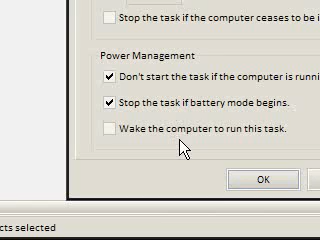 Stop the task if the computer ceases to be i
Power Management
Don't start the task if the computer is runni
Stop the task if battery mode begins.
Wake the computer to run this task.
OK
cts selected